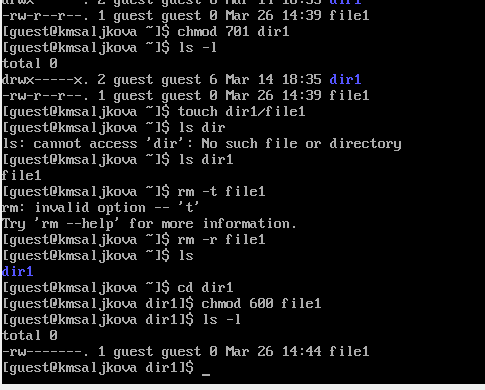 drwx-----x. 2 guest guest 6 Mar 14 18:35 dir1
-rw-r--r--. 1 guest guest 0 Mar 26 14:39 file1
[guest@kmsaljkova ~]$ chmod 701 dir1
[guest@kmsaljkova ~]$ ls -l
total 0
drwx-----x. 2 guest guest 6 Mar 14 18:35 dir1
-rw-r--r--. 1 guest guest 0 Mar 26 14:39 file1
[guest@kmsaljkova ~]$ touch dir1/file1
[guest@kmsaljkova ~]$ ls dir
ls: cannot access 'dir': No such file or directory
[guest@kmsaljkova ~]$ ls dir1
file1
[guest@kmsaljkova ~]$ rm -t file1
rm: invalid option -- 't'
Try 'rm --help' for more information.
[guest@kmsaljkova ~]$ rm -r file1
[guest@kmsaljkova ~]$ ls
dir1
[guest@kmsaljkova ~]$ cd dir1
[guest@kmsaljkova dir1]$ chmod 600 file1
[guest@kmsaljkova dir1]$ ls -l
total 0
-rw-------. 1 guest guest 0 Mar 26 14:44 file1
[guest@kmsaljkova dir1]$ _